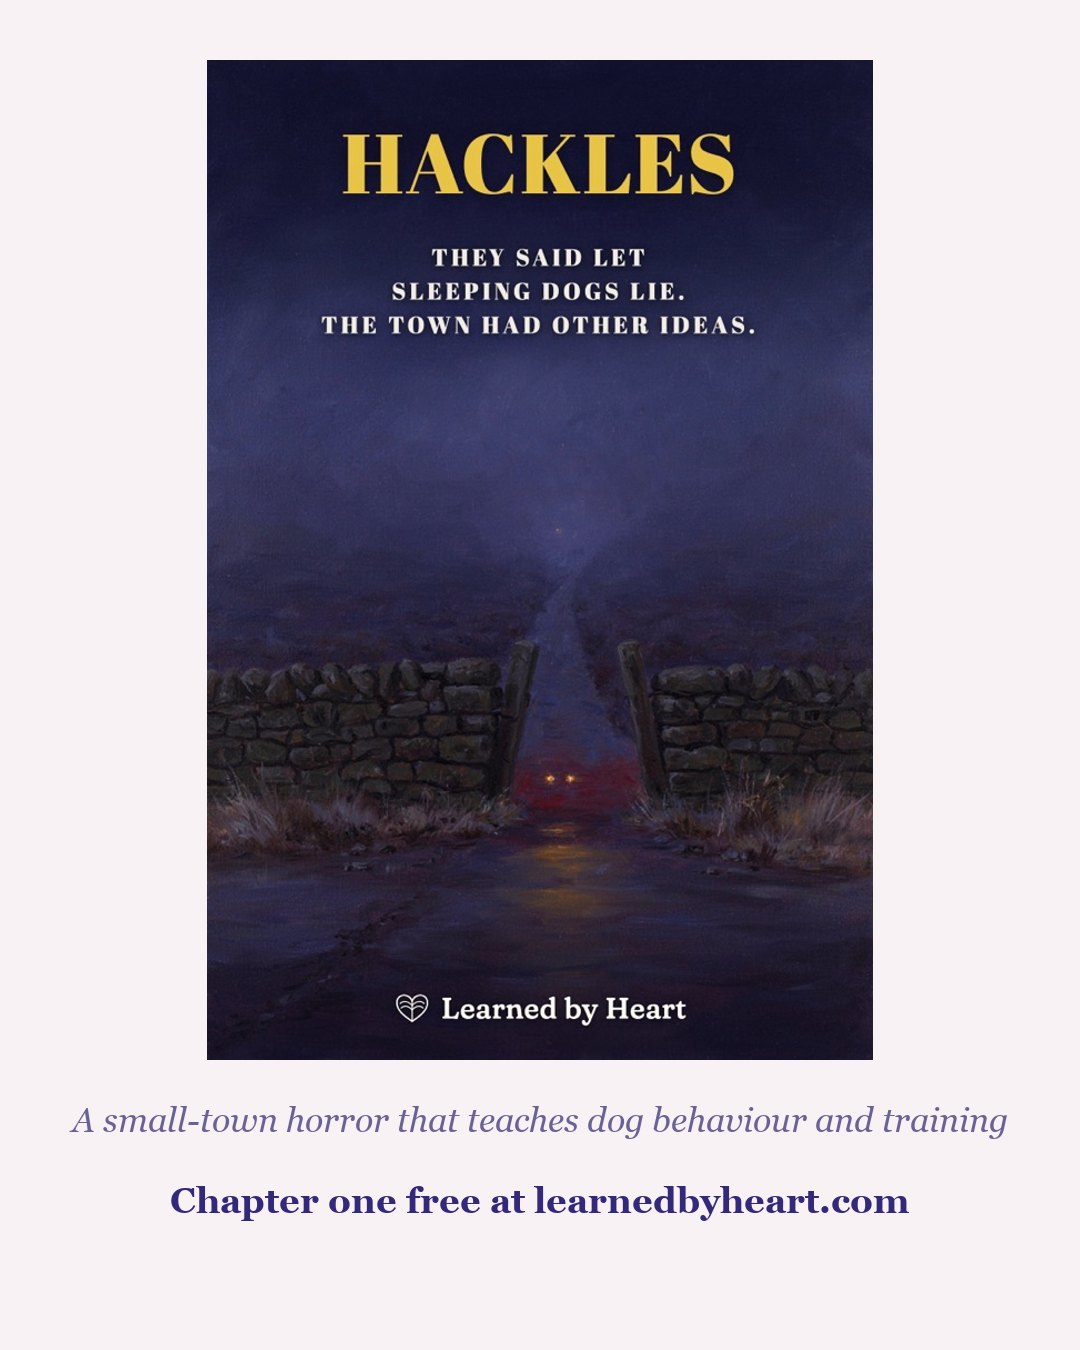 HACKLES
THEY SAID LET
SLEEPING DOGS LIE.
THE TOWN HAD OTHER IDEAS.
Learned by Heart
A small-town horror that teaches dog behaviour and training
Chapter one free at learnedbyheart.com